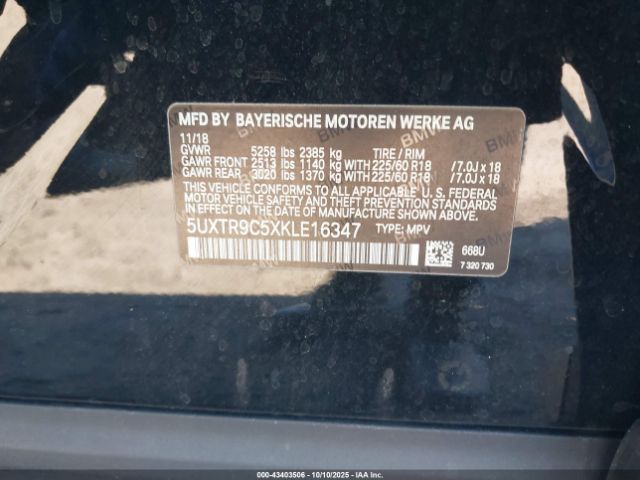 MFD BY BAYERISCHE MOTOREN WERKE AG
11/18
GVWR 5258 lbs 2385 kg TIRE / RIM
GAWR FRONT 2513 lbs 1140 kg WITH 225/60 R18 /7.0J x 18
GAWR REAR 3020 lbs 1370 kg WITH 225/60 R18 /7.0J x 18
THIS VEHICLE CONFORMS TO ALL APPLICABLE U. S. FEDERAL
MOTOR VEHICLE SAFETY AND THEFT PREVENTION STANDARDS
IN EFFECT ON THE DATE OF MANUFACTURE SHOWN ABOVE.
5UXTR9C5XKLE16347 TYPE: MPV
668U
7 320 730
00-43403506 - 10/10/2025 - COPYRIGHT © IAA, LLC.